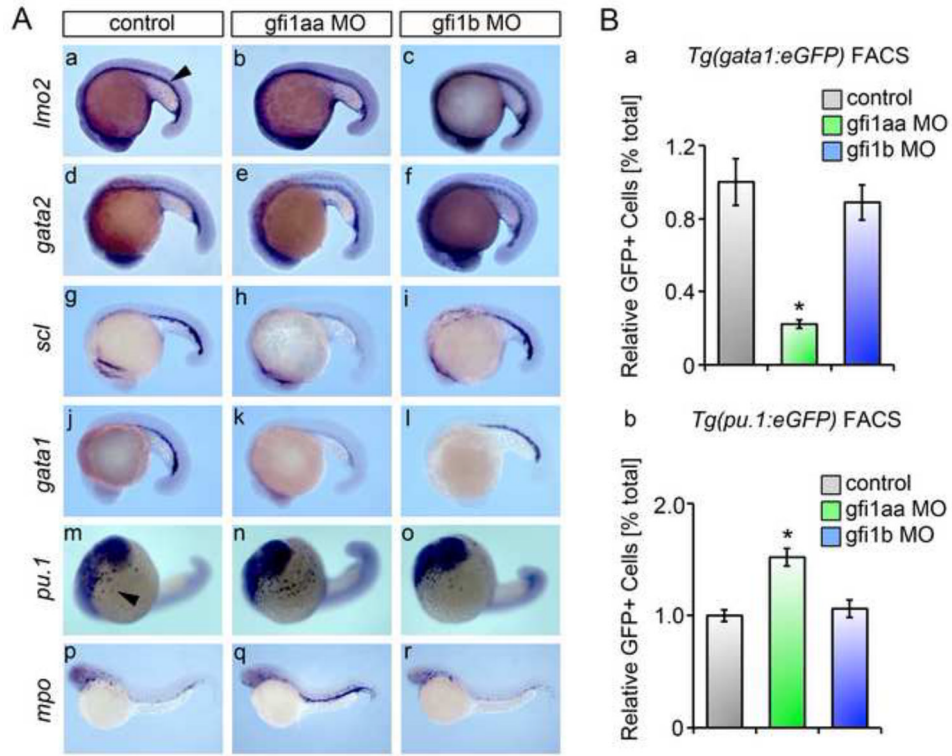 A
control gfi1aa MO gfi1b MO
lmo2 a b c
gata2 d e f
scl g h i
gata1 j k l
pu.1 m n o
mpo p q r
B
a Tg(gata1:eGFP) FACS
control
gfi1aa MO
gfi1b MO
Relative GFP+ Cells [% total]
1.2
0.8
0.4
0
*
b Tg(pu.1:eGFP) FACS
control
gfi1aa MO
gfi1b MO
Relative GFP+ Cells [% total]
2.0
1.0
0
*